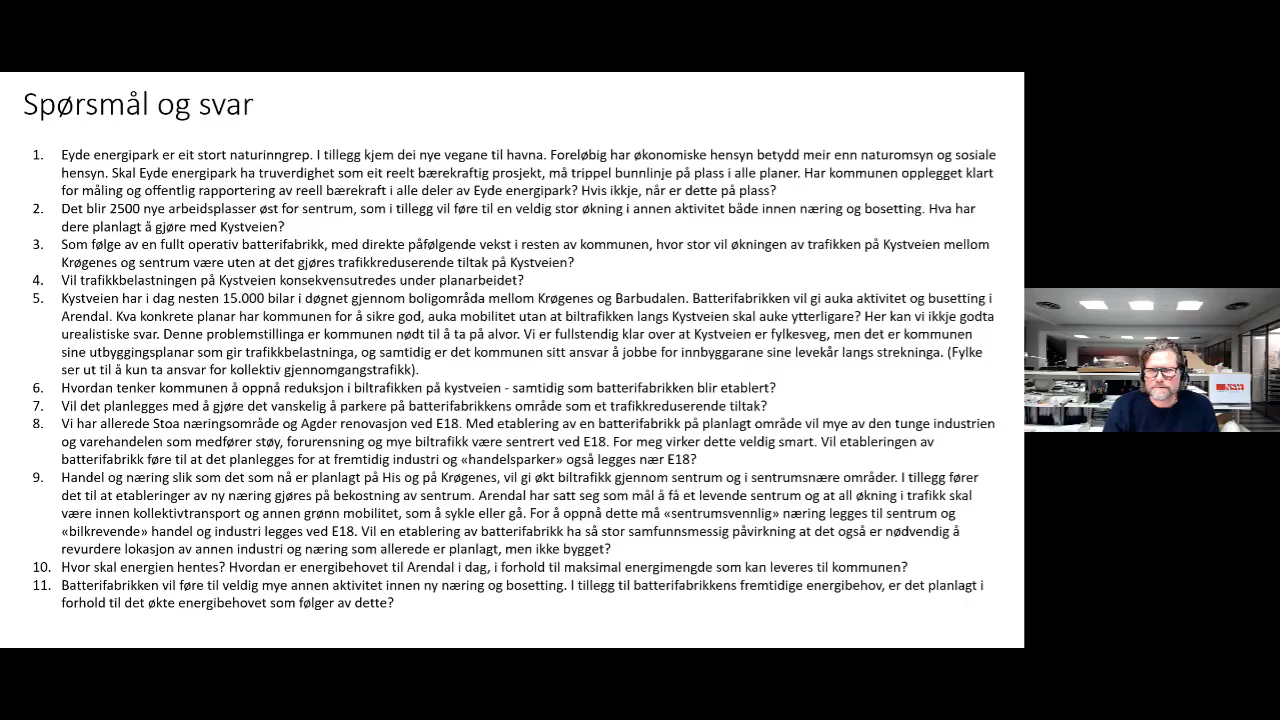 Spørsmål og svar
1. Eyde energipark er eit stort naturinngrep. I tillegg kjem dei nye vegane til havna. Foreløbig har økonomiske hensyn betydd meir enn naturomsyn og sosiale
hensyn. Skal Eyde energipark ha truverdighet som eit reelt bærekraftig prosjekt, må trippel bunnlinje på plass i alle planer. Har kommunen opplegget klart
for måling og offentlig rapportering av reell bærekraft i alle deler av Eyde energipark? Hvis ikkje, når er dette på plass?
2. Det blir 2500 nye arbeidsplasser øst for sentrum, som i tillegg vil føre til en veldig stor økning i annen aktivitet både innen næring og bosetting. Hva har
dere planlagt å gjøre med Kystveien?
3. Som følge av en fullt operativ batterifabrikk, med direkte påfølgende vekst i resten av kommunen, hvor stor vil økningen av trafikken på Kystveien mellom
Krøgenes og sentrum være uten at det gjøres trafikkreduserende tiltak på Kystveien?
4. Vil trafikkbelastningen på Kystveien konsekvensutredes under planarbeidet?
5. Kystveien har i dag nesten 15.000 bilar i døgnet gjennom boligområda mellom Krøgenes og Barbudalen. Batterifabrikken vil gi auka aktivitet og busetting i
Arendal. Kva konkrete planar har kommunen for å sikre god, auka mobilitet utan at biltrafikken langs Kystveien skal auke ytterligare? Her kan vi ikkje godta
urealistiske svar. Denne problemstillinga er kommunen nødt til å ta på alvor. Vi er fullstendig klar over at Kystveien er fylkesveg, men det er kommunen
sine utbyggingsplanar som gir trafikkbelastninga, og samtidig er det kommunen sitt ansvar å jobbe for innbyggarane sine levekår langs strekninga. (Fylke
ser ut til å kun ta ansvar for kollektiv gjennomgangstrafikk).
6. Hvordan tenker kommunen å oppnå reduksjon i biltrafikken på kystveien - samtidig som batterifabrikken blir etablert?
7. Vil det planlegges med å gjøre det vanskelig å parkere på batterifabrikkens område som et trafikkreduserende tiltak?
8. Vi har allerede Stoa næringsområde og Agder renovasjon ved E18. Med etablering av en batterifabrikk på planlagt område vil mye av den tunge industrien
og varehandelen som medfører støy, forurensning og mye biltrafikk være sentrert ved E18. For meg virker dette veldig smart. Vil etableringen av
batterifabrikk føre til at det planlegges for at fremtidig industri og «handelsparker» også legges nær E18?
9. Handel og næring slik som det som nå er planlagt på His og på Krøgenes, vil gi økt biltrafikk gjennom sentrum og i sentrumsnære områder. I tillegg fører
det til at etableringer av ny næring gjøres på bekostning av sentrum. Arendal har satt seg som mål å få et levende sentrum og at all økning i trafikk skal
være innen kollektivtransport og annen grønn mobilitet, som å sykle eller gå. For å oppnå dette må «sentrumsvennlig» næring legges til sentrum og
«bilkrevende» handel og industri legges ved E18. Vil en etablering av batterifabrikk ha så stor samfunnsmessig påvirkning at det også er nødvendig å
revurdere lokasjon av annen industri og næring som allerede er planlagt, men ikke bygget?
10. Hvor skal energien hentes? Hvordan er energibehovet til Arendal i dag, i forhold til maksimal energimengde som kan leveres til kommunen?
11. Batterifabrikken vil føre til veldig mye annen aktivitet innen ny næring og bosetting. I tillegg til batterifabrikkens fremtidige energibehov, er det planlagt i
forhold til det økte energibehovet som følger av dette?